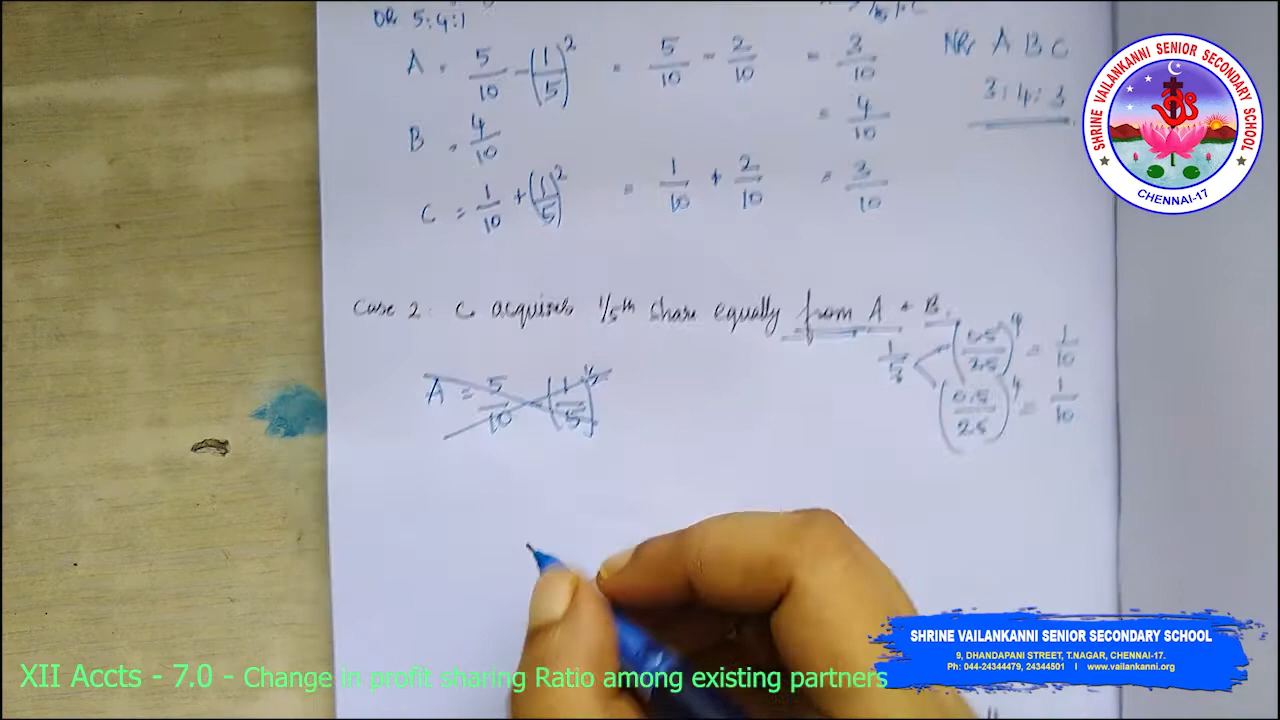 OR 5:4:1
A = 5/10 - (1/5)² = 5/10 - 2/10 = 3/10
NR, A B C
3:4:3
B = 4/10 = 4/10
C = 1/10 + (1/5)² = 1/10 + 2/10 = 3/10
Case 2: C acquires 1/5th share equally from A + B.
1/5
(0.5/2.5) = 1/10
(0.5/2.5) = 1/10
A = 5/10 - (1/5)
SHRINE VAILANKANNI SENIOR SECONDARY SCHOOL
CHENNAI-17
SHRINE VAILANKANNI SENIOR SECONDARY SCHOOL
9, DHANDAPANI STREET, T.NAGAR, CHENNAI-17.
Ph: 044-24344479, 24344501 I www.vailankanni.org
XII Accts - 7.0 - Change in profit sharing Ratio among existing partners